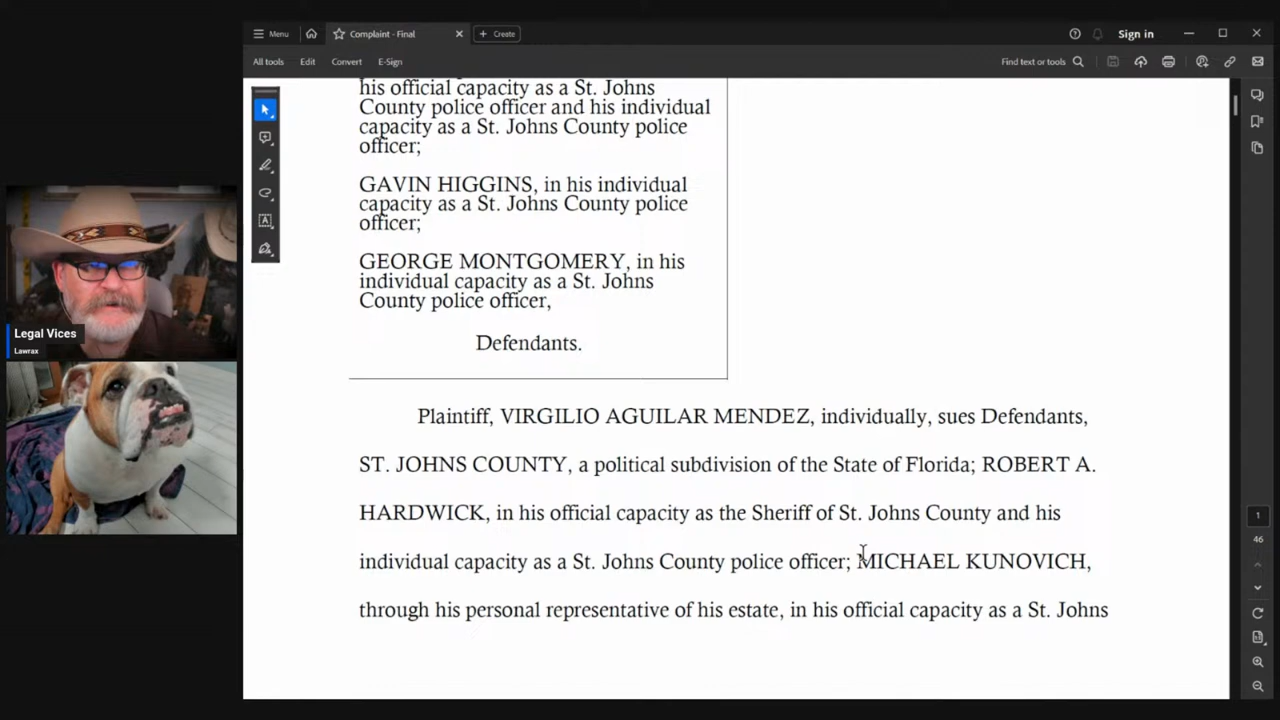 Menu
Complaint - Final
Create
Sign in
All tools
Edit
Convert
E-Sign
Find text or tools
his official capacity as a St. Johns
County police officer and his individual
capacity as a St. Johns County police
officer;
GAVIN HIGGINS, in his individual
capacity as a St. Johns County police
officer;
GEORGE MONTGOMERY, in his
individual capacity as a St. Johns
County police officer,
Defendants.
Plaintiff, VIRGILIO AGUILAR MENDEZ, individually, sues Defendants,
ST. JOHNS COUNTY, a political subdivision of the State of Florida; ROBERT A.
HARDWICK, in his official capacity as the Sheriff of St. Johns County and his
individual capacity as a St. Johns County police officer; MICHAEL KUNOVICH,
through his personal representative of his estate, in his official capacity as a St. Johns
Legal Vices
Lawrax
1
46